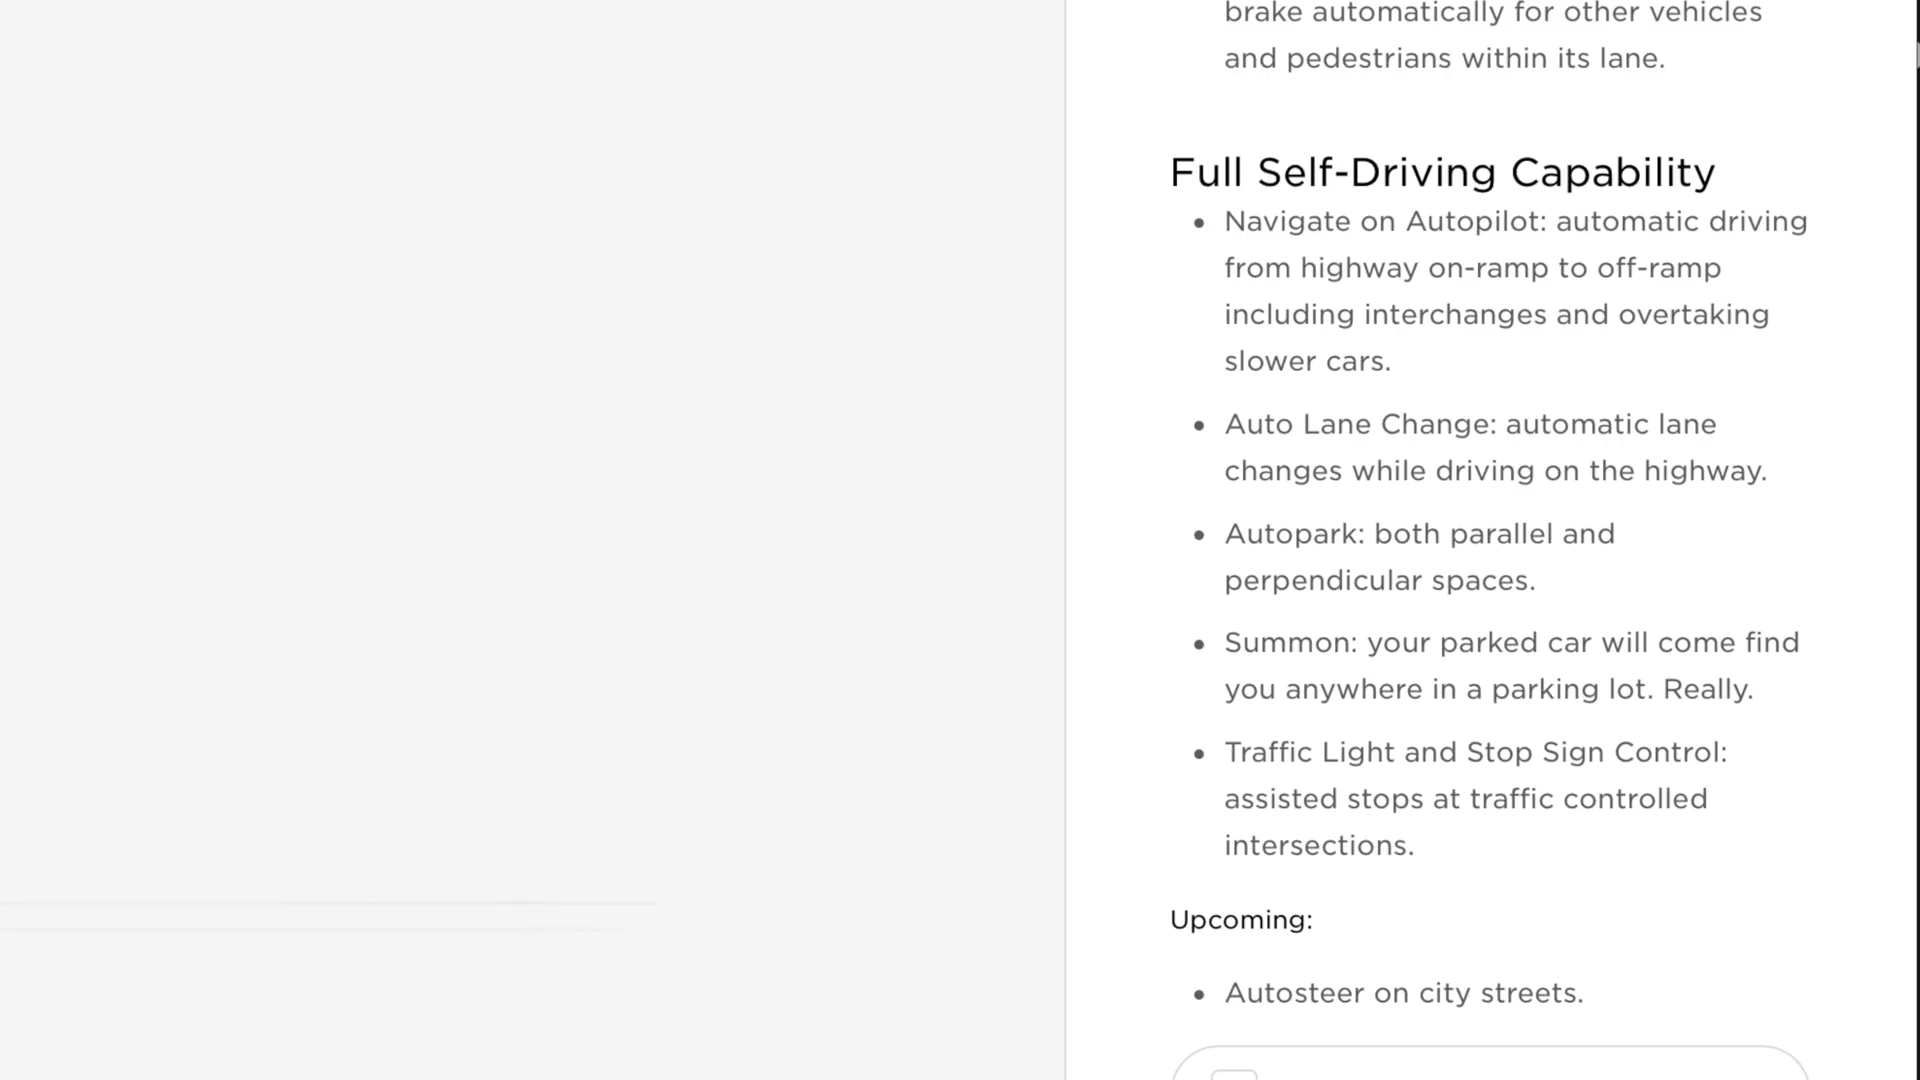 brake automatically for other vehicles
and pedestrians within its lane.
Full Self-Driving Capability
• Navigate on Autopilot: automatic driving
from highway on-ramp to off-ramp
including interchanges and overtaking
slower cars.
• Auto Lane Change: automatic lane
changes while driving on the highway.
• Autopark: both parallel and
perpendicular spaces.
• Summon: your parked car will come find
you anywhere in a parking lot. Really.
• Traffic Light and Stop Sign Control:
assisted stops at traffic controlled
intersections.
Upcoming:
• Autosteer on city streets.